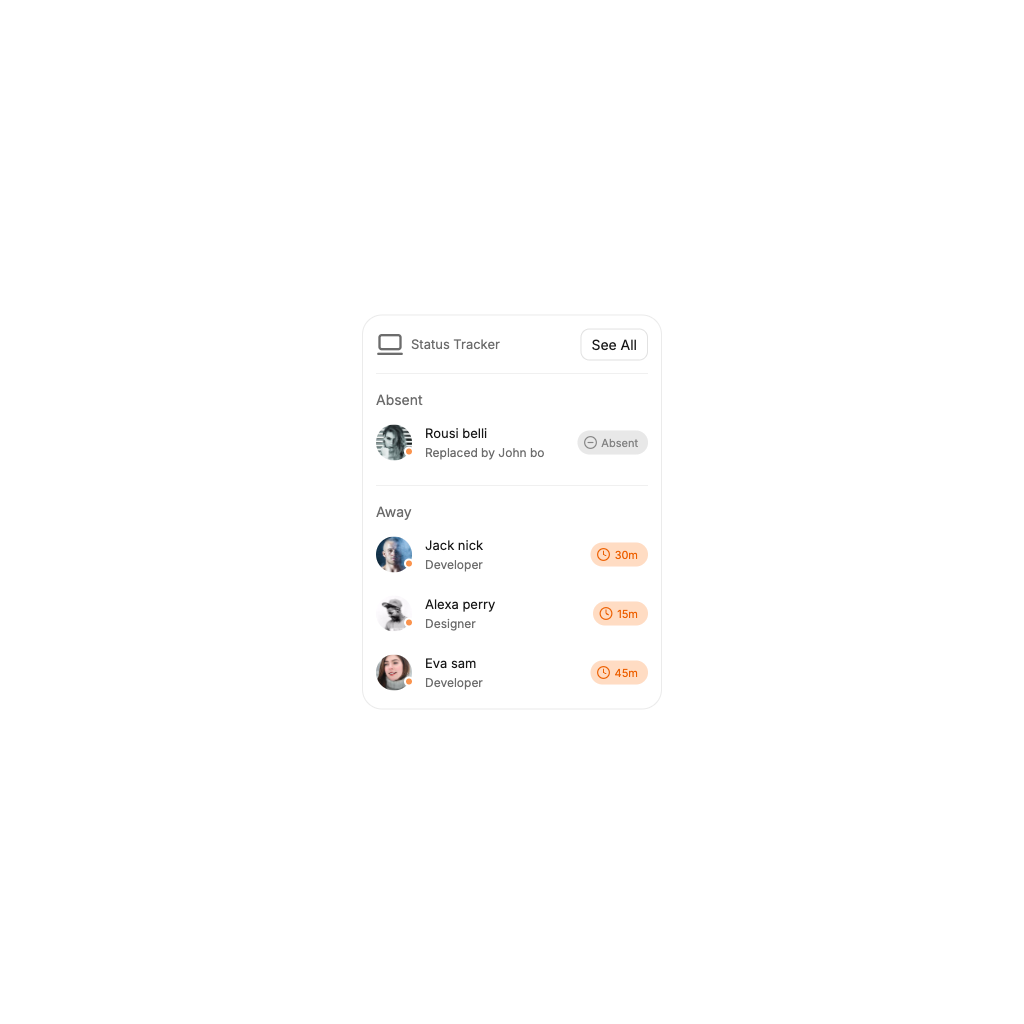 Status Tracker
See All
Absent
Rousi belli
Replaced by John bo
Absent
Away
Jack nick
Developer
30m
Alexa perry
Designer
15m
Eva sam
Developer
45m